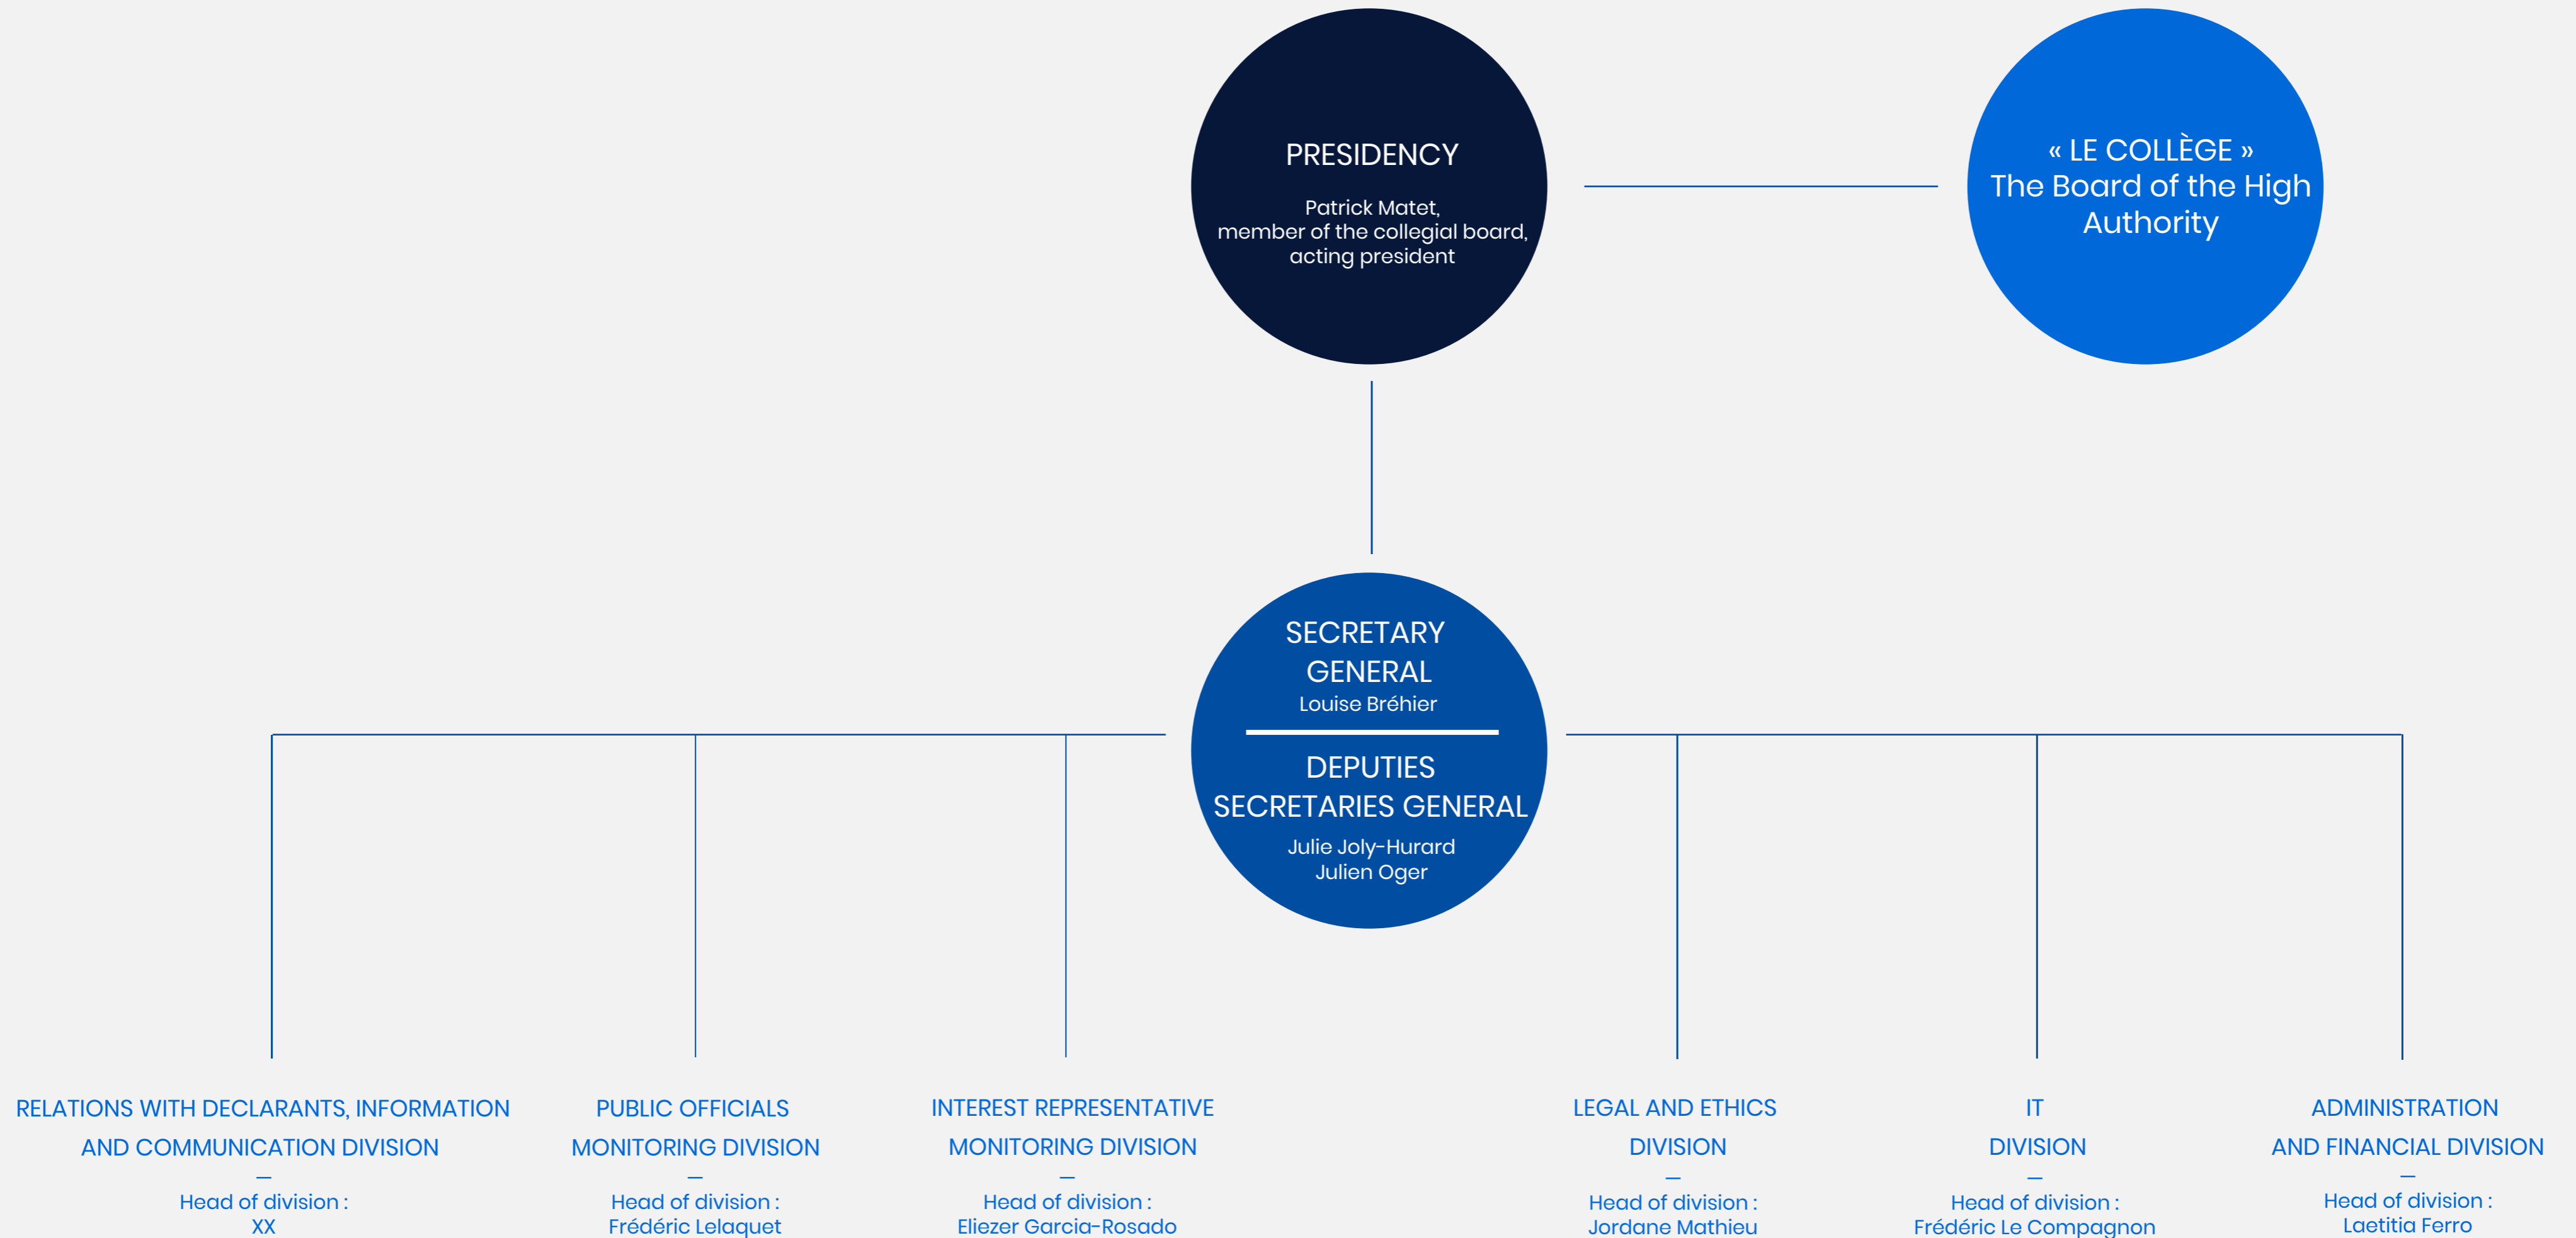 PRESIDENCY
Patrick Matet,
member of the collegial board,
acting president
« LE COLLÈGE »
The Board of the High
Authority
SECRETARY
GENERAL
Louise Bréhier
DEPUTIES
SECRETARIES GENERAL
Julie Joly-Hurard
Julien Oger
RELATIONS WITH DECLARANTS, INFORMATION
AND COMMUNICATION DIVISION
—
Head of division :
XX
PUBLIC OFFICIALS
MONITORING DIVISION
—
Head of division :
Frédéric Lelaquet
INTEREST REPRESENTATIVE
MONITORING DIVISION
—
Head of division :
Eliezer Garcia-Rosado
LEGAL AND ETHICS
DIVISION
—
Head of division :
Jordane Mathieu
IT
DIVISION
—
Head of division :
Frédéric Le Compagnon
ADMINISTRATION
AND FINANCIAL DIVISION
—
Head of division :
Laetitia Ferro